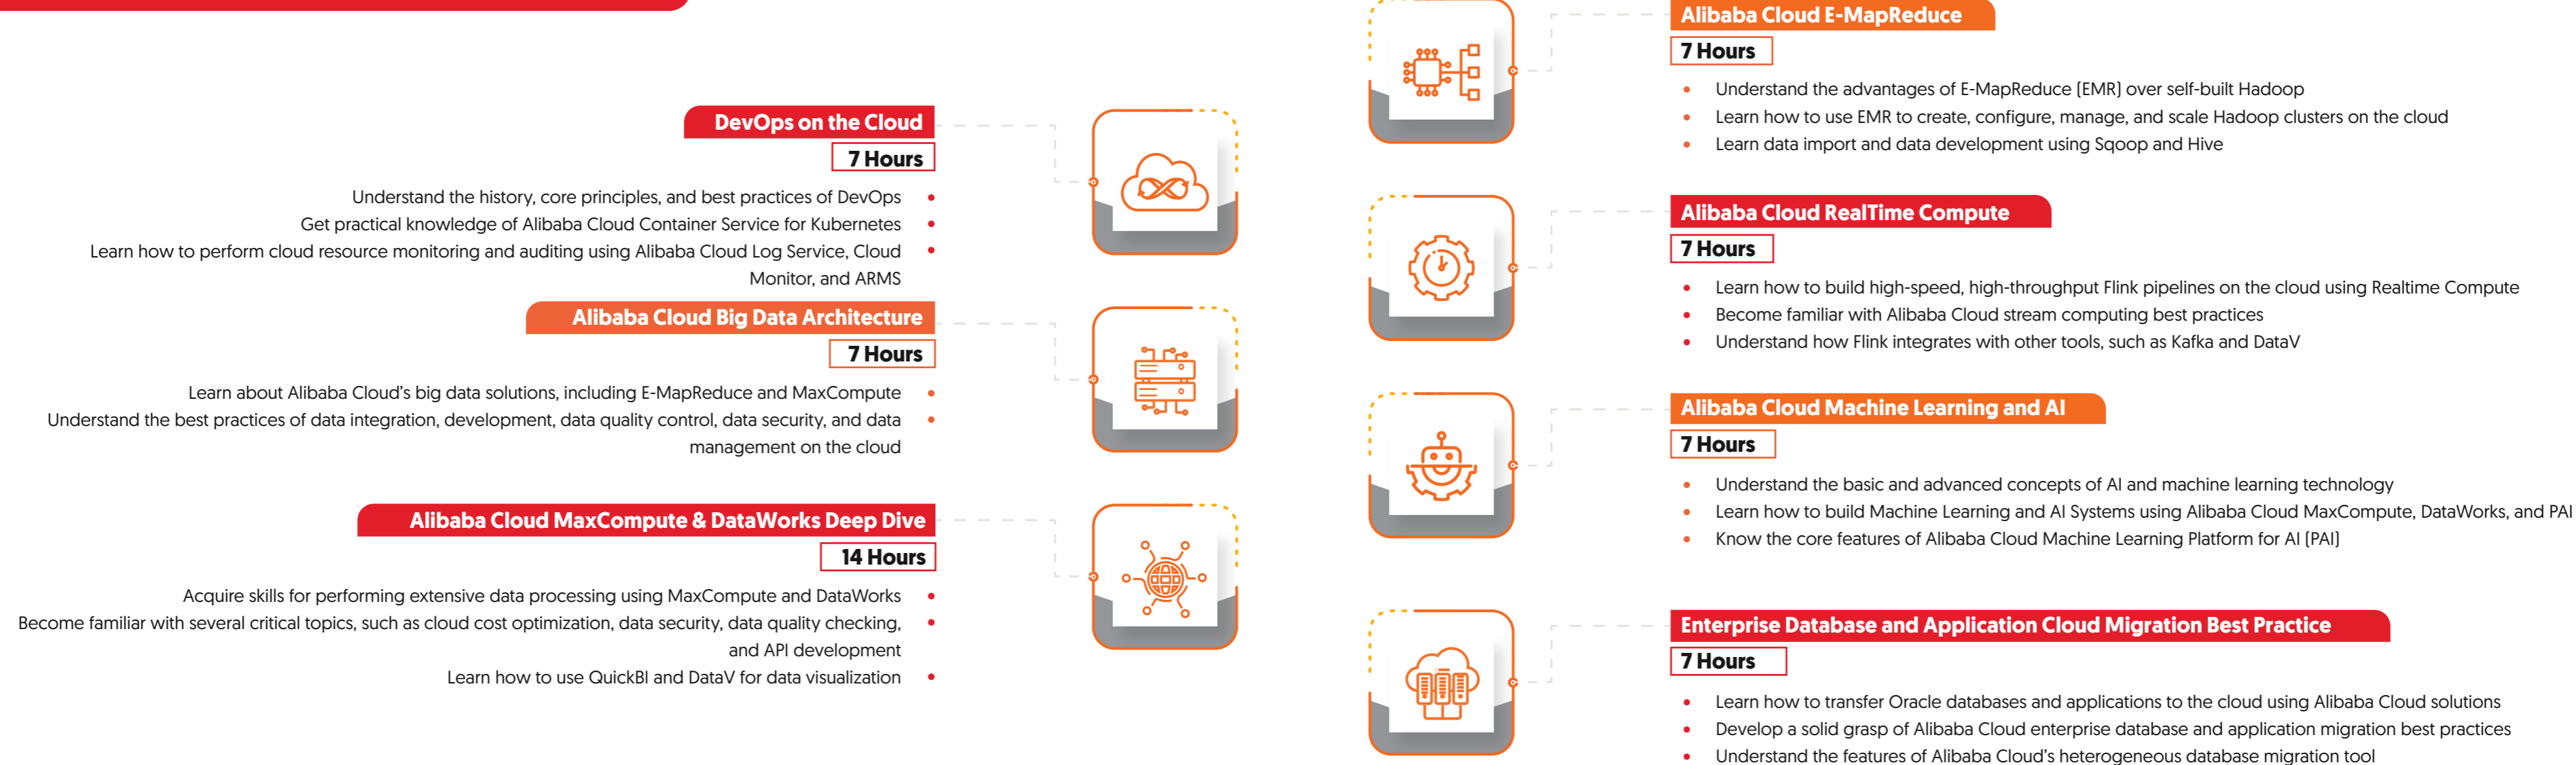 DevOps on the Cloud
7 Hours
Understand the history, core principles, and best practices of DevOps
Get practical knowledge of Alibaba Cloud Container Service for Kubernetes
Learn how to perform cloud resource monitoring and auditing using Alibaba Cloud Log Service, Cloud
Monitor, and ARMS
Alibaba Cloud Big Data Architecture
7 Hours
Learn about Alibaba Cloud’s big data solutions, including E-MapReduce and MaxCompute
Understand the best practices of data integration, development, data quality control, data security, and data
management on the cloud
Alibaba Cloud MaxCompute & DataWorks Deep Dive
14 Hours
Acquire skills for performing extensive data processing using MaxCompute and DataWorks
Become familiar with several critical topics, such as cloud cost optimization, data security, data quality checking,
and API development
Learn how to use QuickBI and DataV for data visualization
Alibaba Cloud E-MapReduce
7 Hours
Understand the advantages of E-MapReduce (EMR) over self-built Hadoop
Learn how to use EMR to create, configure, manage, and scale Hadoop clusters on the cloud
Learn data import and data development using Sqoop and Hive
Alibaba Cloud RealTime Compute
7 Hours
Learn how to build high-speed, high-throughput Flink pipelines on the cloud using Realtime Compute
Become familiar with Alibaba Cloud stream computing best practices
Understand how Flink integrates with other tools, such as Kafka and DataV
Alibaba Cloud Machine Learning and AI
7 Hours
Understand the basic and advanced concepts of AI and machine learning technology
Learn how to build Machine Learning and AI Systems using Alibaba Cloud MaxCompute, DataWorks, and PAI
Know the core features of Alibaba Cloud Machine Learning Platform for AI (PAI)
Enterprise Database and Application Cloud Migration Best Practice
7 Hours
Learn how to transfer Oracle databases and applications to the cloud using Alibaba Cloud solutions
Develop a solid grasp of Alibaba Cloud enterprise database and application migration best practices
Understand the features of Alibaba Cloud’s heterogeneous database migration tool